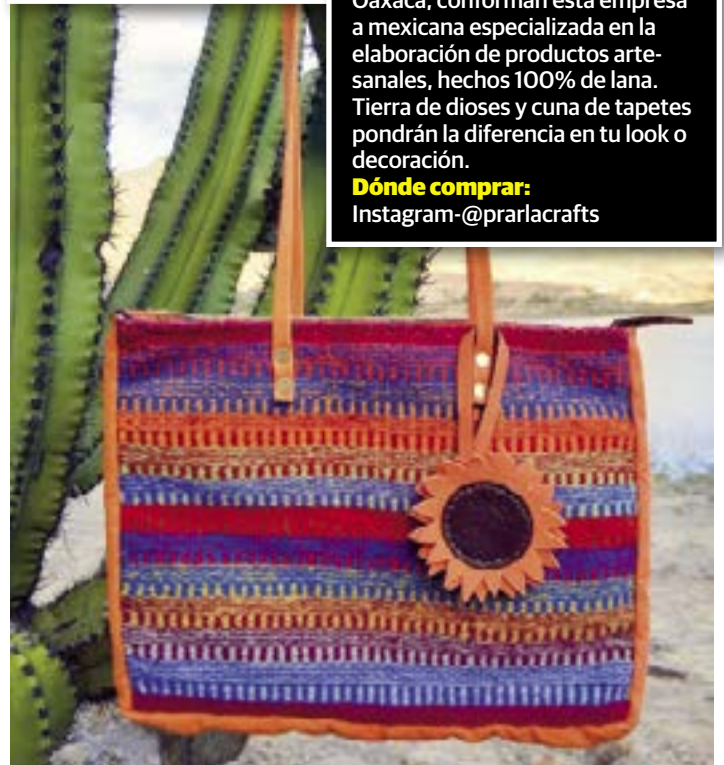 Oaxaca, conforman esta empresa
a mexicana especializada en la
elaboración de productos arte-
sanales, hechos 100% de lana.
Tierra de dioses y cuna de tapetes
pondrán la diferencia en tu look o
decoración.
Dónde comprar:
Instagram-@prarlacrafts